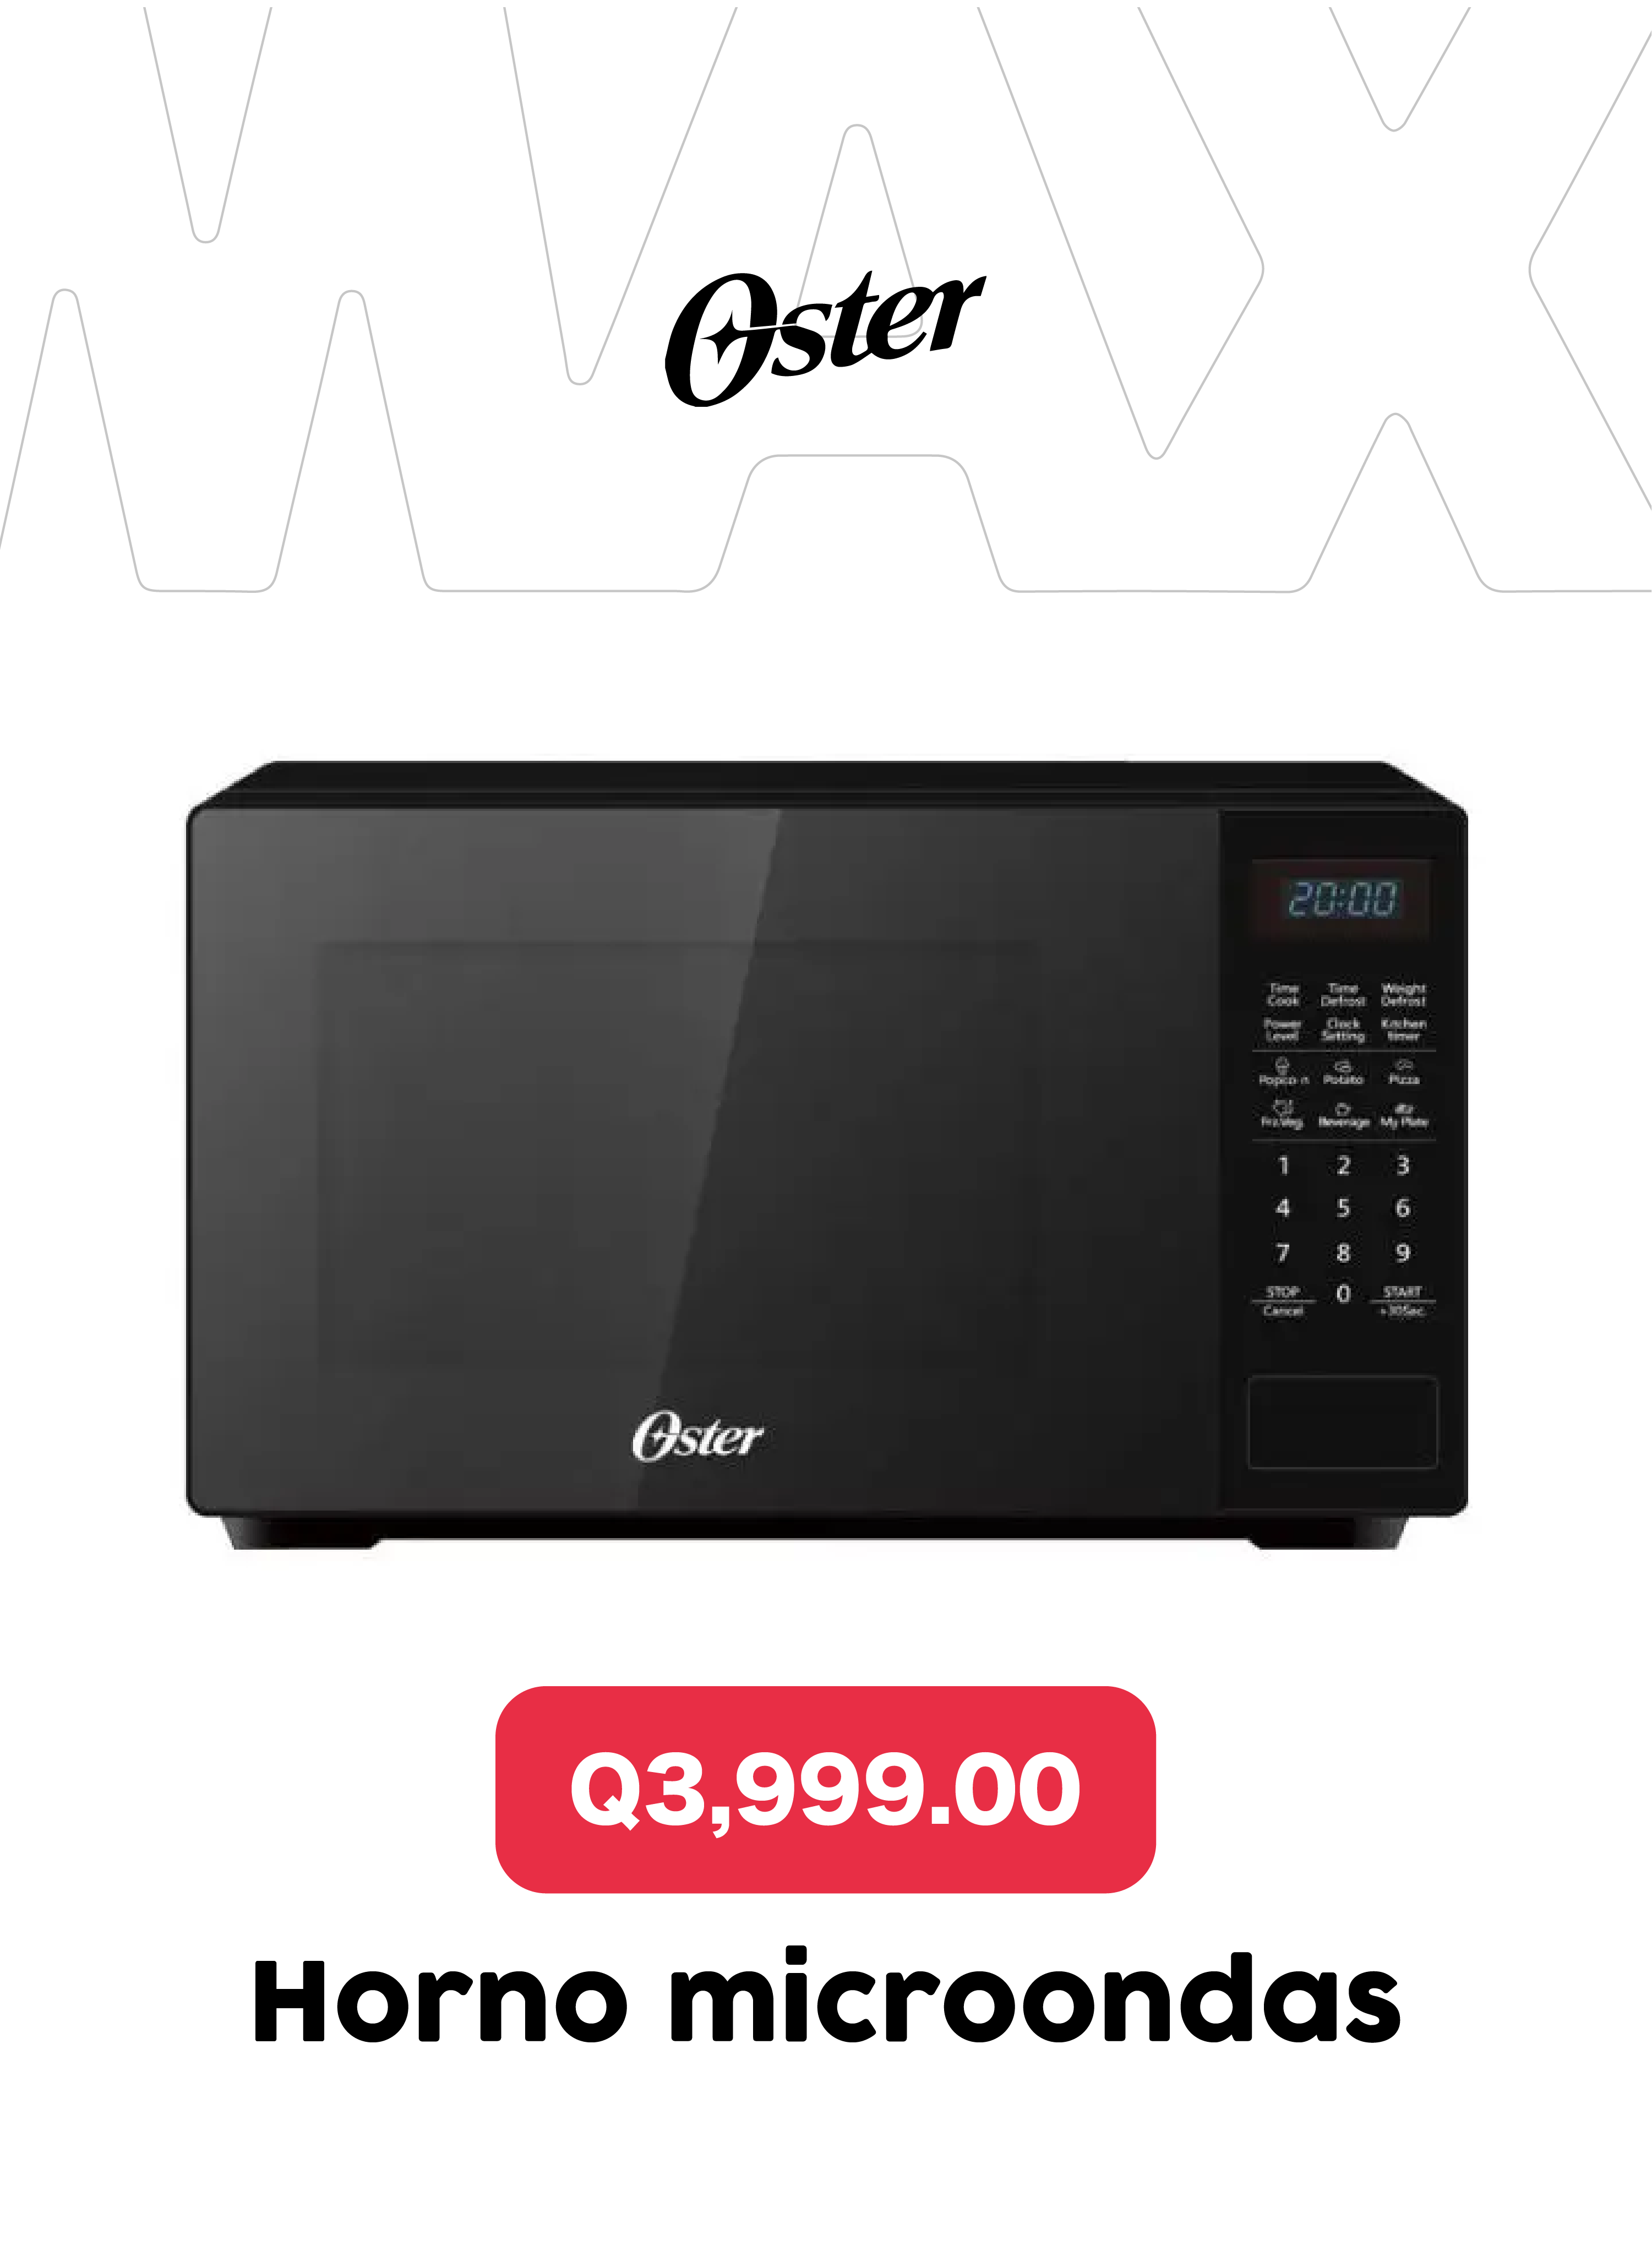 MAX
Oster
20:00
Time Cook Time Defrost Weight Defrost
Power Level Clock Setting Kitchen timer
Popcorn Potato Pizza
Frz.Veg. Beverage My Plate
1 2 3
4 5 6
7 8 9
STOP 0 START
Cancel +30Sec.
Oster
Q3,999.00
Horno microondas